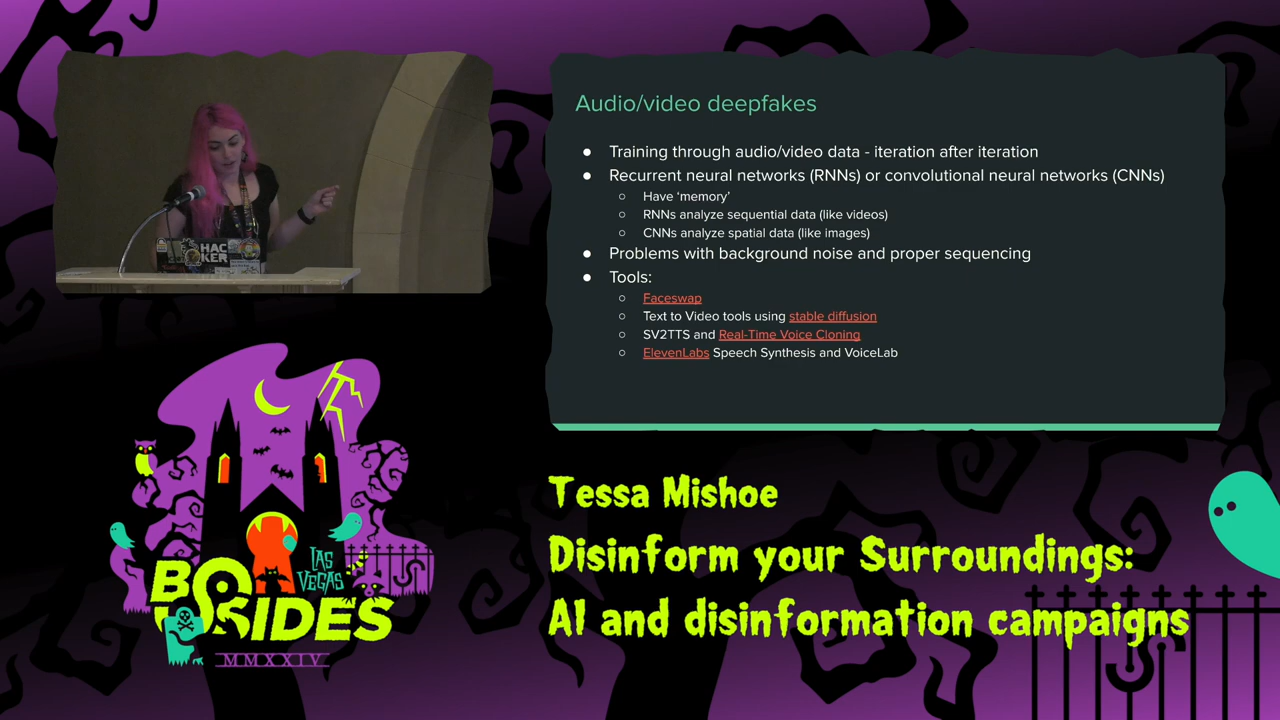 HAC
KER
Audio/video deepfakes
● Training through audio/video data - iteration after iteration
● Recurrent neural networks (RNNs) or convolutional neural networks (CNNs)
○ Have ‘memory’
○ RNNs analyze sequential data (like videos)
○ CNNs analyze spatial data (like images)
● Problems with background noise and proper sequencing
● Tools:
○ Faceswap
○ Text to Video tools using stable diffusion
○ SV2TTS and Real-Time Voice Cloning
○ ElevenLabs Speech Synthesis and VoiceLab
LAS
VEGAS
BSIDES
MMXXIV
Tessa Mishoe
Disinform your Surroundings:
AI and disinformation campaigns